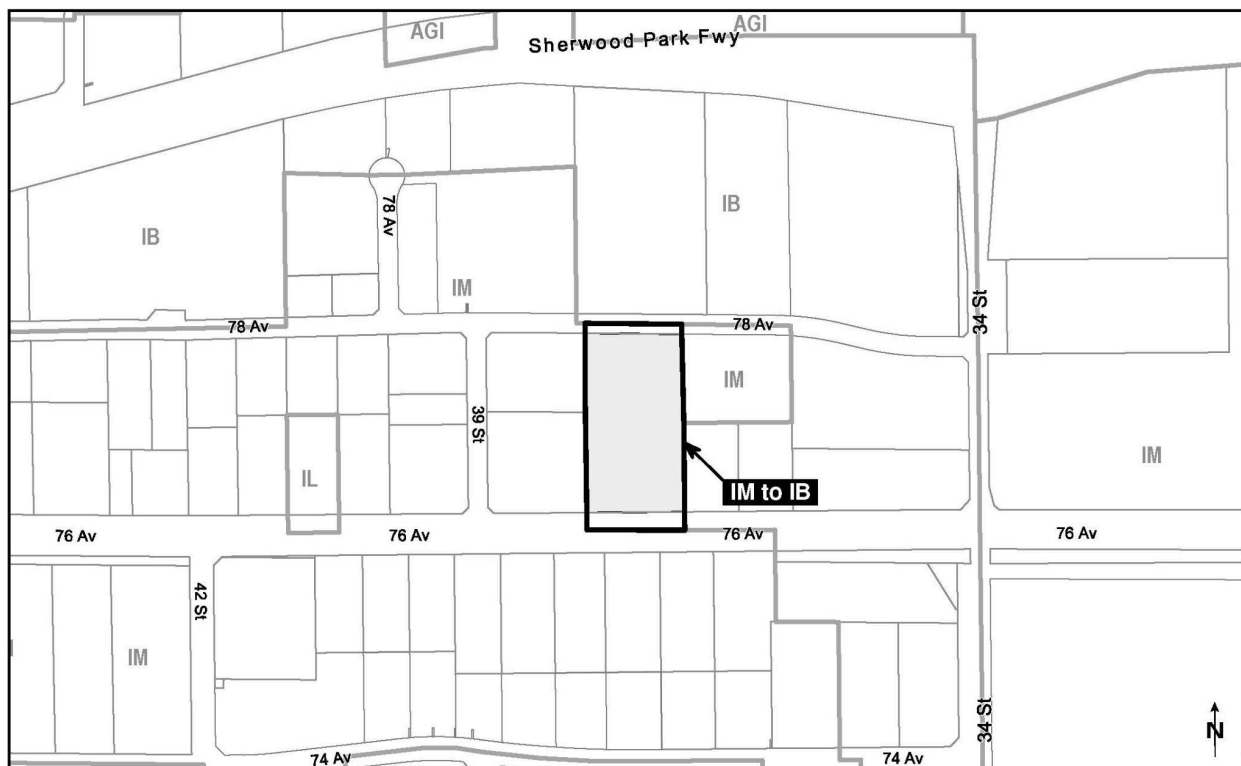 AGI
AGI
Sherwood Park Fwy
78 Av
IB
IB
IM
34 St
78 Av
78 Av
IM
39 St
IL
IM
IM to IB
76 Av
76 Av
76 Av
76 Av
42 St
IM
34 St
N
74 Av
74 Av